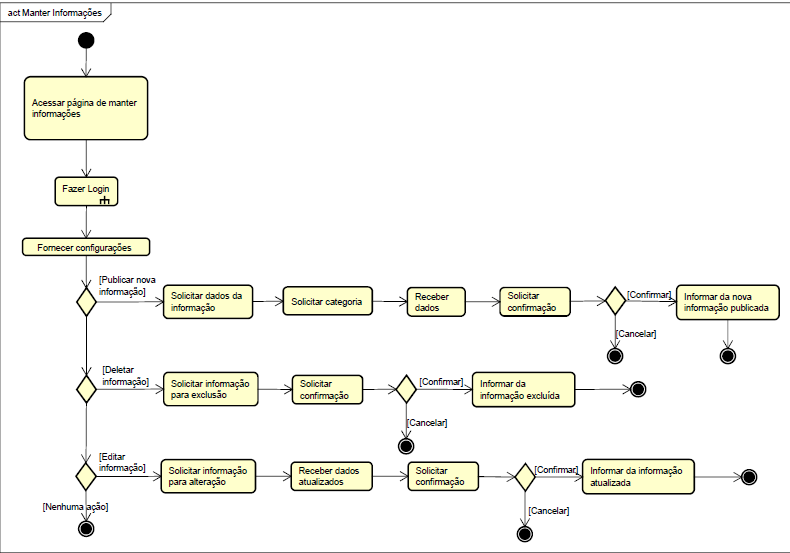 act Manter Informações
Acessar página de manter
informações
Fazer Login
Fornecer configurações
[Publicar nova
informação]
Solicitar dados da
informação
Solicitar categoria
Receber
dados
Solicitar
confirmação
[Confirmar]
Informar da nova
informação publicada
[Cancelar]
[Deletar
informação]
Solicitar informação
para exclusão
Solicitar
confirmação
[Confirmar]
Informar da
informação excluída
[Cancelar]
[Editar
informação]
Solicitar informação
para alteração
Receber dados
atualizados
Solicitar
confirmação
[Confirmar]
Informar da informação
atualizada
[Cancelar]
[Nenhuma ação]